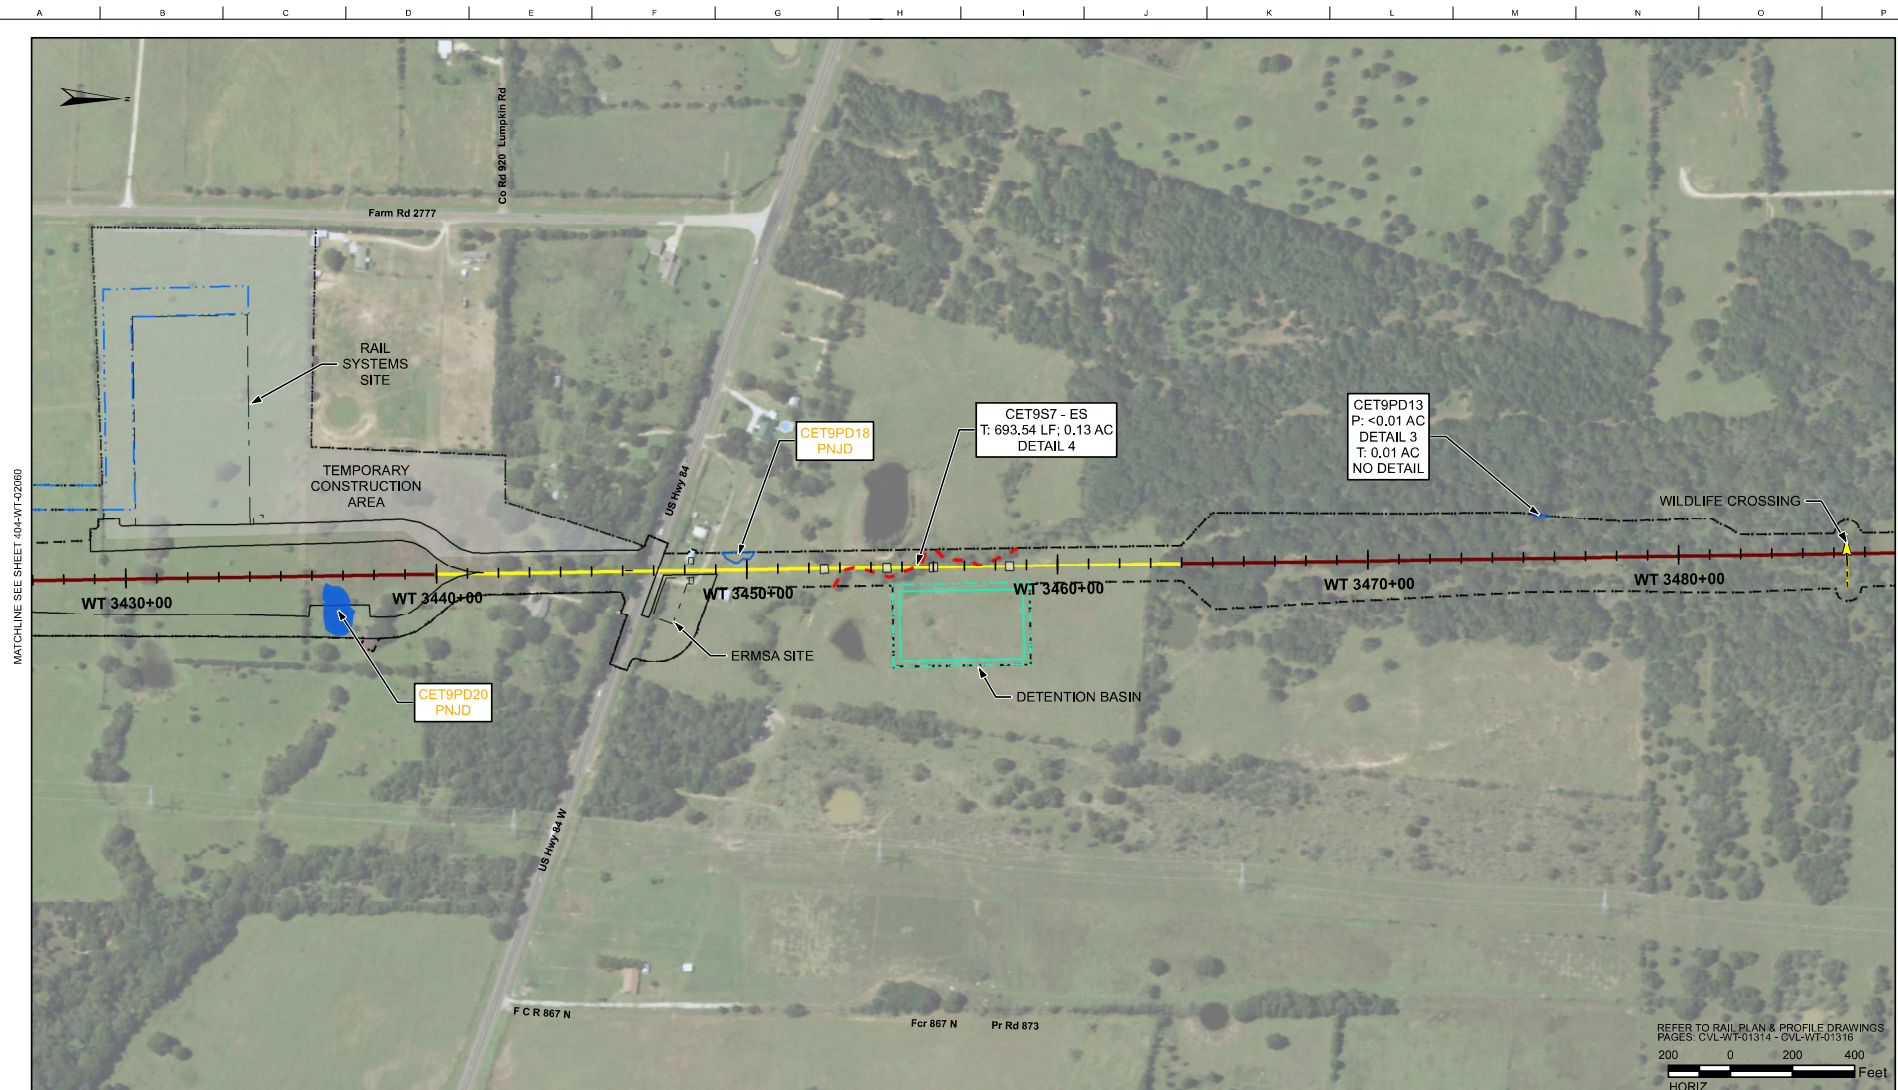 A B C D E F G H I J K L M N O P
N
Co Rd 920 Lumpkin Rd
Farm Rd 2777
RAIL
SYSTEMS
SITE
TEMPORARY
CONSTRUCTION
AREA
US Hwy 84
CET9PD18
PNJD
CET9S7 - ES
T: 693.54 LF; 0.13 AC
DETAIL 4
CET9PD13
P: <0.01 AC
DETAIL 3
T: 0.01 AC
NO DETAIL
WILDLIFE CROSSING
MATCHLINE SEE SHEET 404-WT-02060
WT 3430+00
WT 3440+00
WT 3450+00
WT 3460+00
WT 3470+00
WT 3480+00
ERMSA SITE
CET9PD20
PNJD
DETENTION BASIN
US Hwy 84 W
F C R 867 N
Fcr 867 N
Pr Rd 873
REFER TO RAIL PLAN & PROFILE DRAWINGS
PAGES: CVL-WT-01314 - CVL-WT-01316
200 0 200 400
Feet
HORIZ